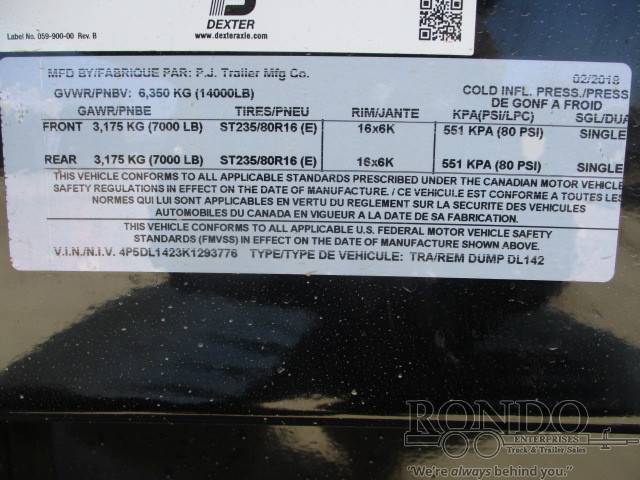 DEXTER
Label No. 059-900-00 Rev. B
www.dexteraxle.com
MFD BY/FABRIQUE PAR: P.J. Trailer Mfg Co.
02/2018
GVWR/PNBV: 6,350 KG (14000LB)
COLD INFL. PRESS./PRESS
DE GONF A FROID
GAWR/PNBE TIRES/PNEU RIM/JANTE KPA(PSI/LPC) SGL/DUA
FRONT 3,175 KG (7000 LB) ST235/80R16 (E) 16x6K 551 KPA (80 PSI) SINGLE
REAR 3,175 KG (7000 LB) ST235/80R16 (E) 16x6K 551 KPA (80 PSI) SINGLE
THIS VEHICLE CONFORMS TO ALL APPLICABLE STANDARDS PRESCRIBED UNDER THE CANADIAN MOTOR VEHICLE
SAFETY REGULATIONS IN EFFECT ON THE DATE OF MANUFACTURE. / CE VEHICULE EST CONFORME A TOUTES LES
NORMES QUI LUI SONT APPLICABLES EN VERTU DU REGLEMENT SUR LA SECURITE DES VEHICULES
AUTOMOBILES DU CANADA EN VIGUEUR A LA DATE DE SA FABRICATION.
THIS VEHICLE CONFORMS TO ALL APPLICABLE U.S. FEDERAL MOTOR VEHICLE SAFETY
STANDARDS (FMVSS) IN EFFECT ON THE DATE OF MANUFACTURE SHOWN ABOVE.
V.I.N./N.I.V. 4P5DL1423K1293776 TYPE/TYPE DE VEHICULE: TRA/REM DUMP DL142
RONDO
ENTERPRISES
Truck & Trailer Sales
"We're always behind you."